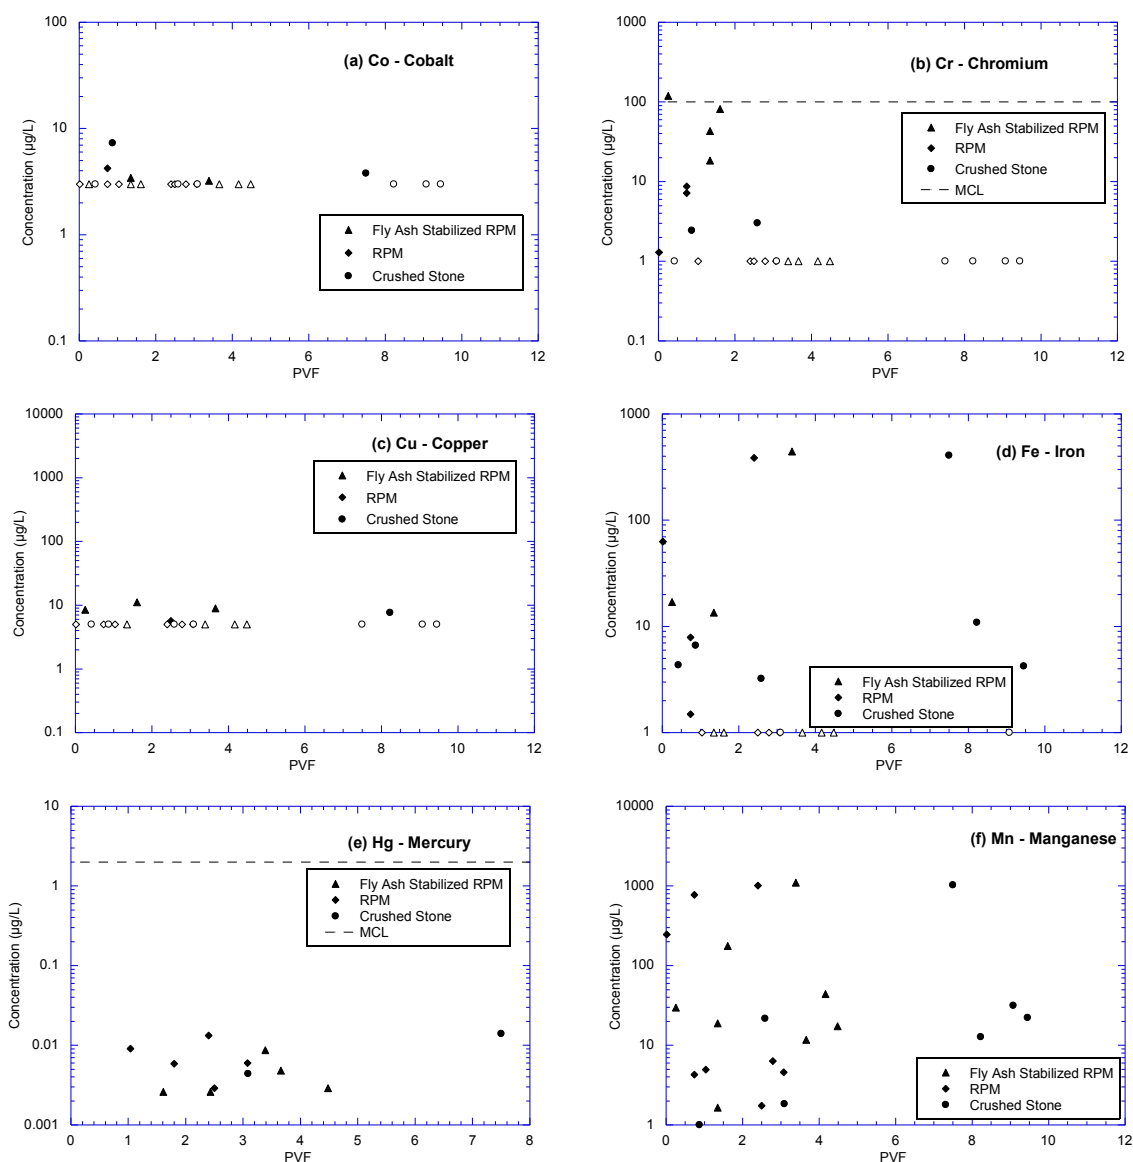 (a) Co - Cobalt
Concentration (µg/L)
100
10
1
0.1
0 2 4 6 8 10 12
PVF
Fly Ash Stabilized RPM
RPM
Crushed Stone
(b) Cr - Chromium
Concentration (µg/L)
1000
100
10
1
0.1
0 2 4 6 8 10 12
PVF
Fly Ash Stabilized RPM
RPM
Crushed Stone
MCL
(c) Cu - Copper
Concentration (µg/L)
10000
1000
100
10
1
0.1
0 2 4 6 8 10 12
PVF
Fly Ash Stabilized RPM
RPM
Crushed Stone
(d) Fe - Iron
Concentration (µg/L)
1000
100
10
1
0 2 4 6 8 10 12
PVF
Fly Ash Stabilized RPM
RPM
Crushed Stone
(e) Hg - Mercury
Concentration (µg/L)
10
1
0.1
0.01
0.001
0 1 2 3 4 5 6 7 8
PVF
Fly Ash Stabilized RPM
RPM
Crushed Stone
MCL
(f) Mn - Manganese
Concentration (µg/L)
10000
1000
100
10
1
0 2 4 6 8 10 12
PVF
Fly Ash Stabilized RPM
RPM
Crushed Stone